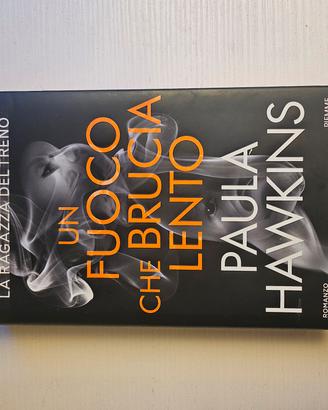 LA RAGAZZA DEL TRENO
UN
FUOCO
CHE BRUCIA
LENTO
PAULA
HAWKINS
ROMANZO
PIEMME